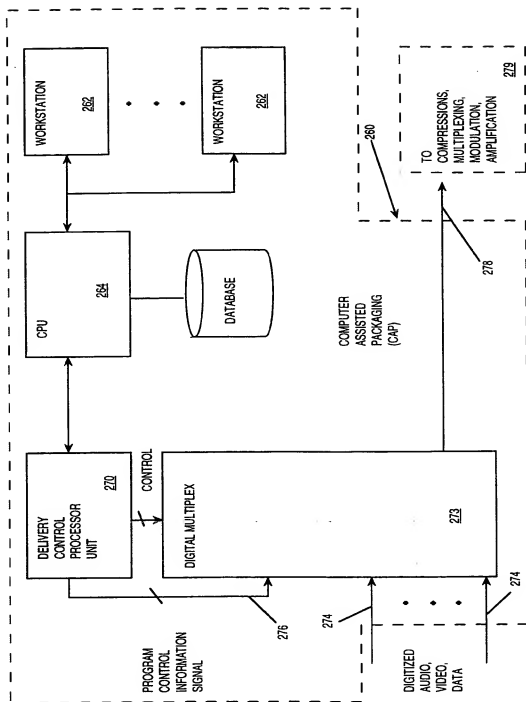 DELIVERY
CONTROL
PROCESSOR
UNIT
270
CPU
264
WORKSTATION
262
WORKSTATION
262
DATABASE
CONTROL
PROGRAM
CONTROL
INFORMATION
SIGNAL
276
DIGITAL MULTIPLEX
273
COMPUTER
ASSISTED
PACKAGING
(CAP)
260
274
274
DIGITIZED
AUDIO,
VIDEO,
DATA
278
TO
COMPRESSIONS,
MULTIPLEXING,
MODULATION,
AMPLIFICATION
279